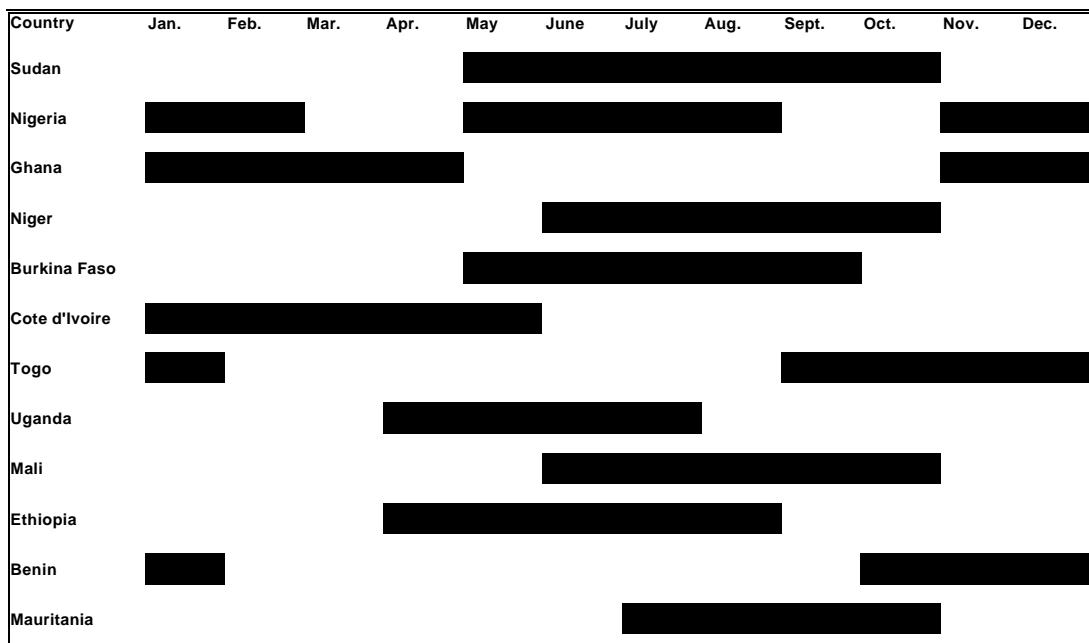 Country Jan. Feb. Mar. Apr. May June July Aug. Sept. Oct. Nov. Dec.
Sudan
Nigeria
Ghana
Niger
Burkina Faso
Cote d'Ivoire
Togo
Uganda
Mali
Ethiopia
Benin
Mauritania